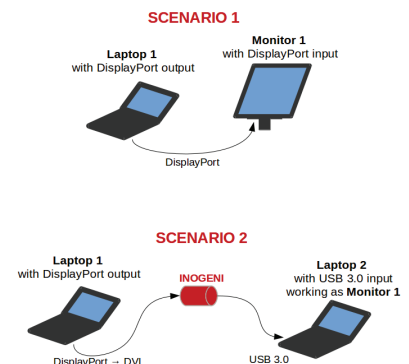 SCENARIO 1
Laptop 1
with DisplayPort output
Monitor 1
with DisplayPort input
DisplayPort
SCENARIO 2
Laptop 1
with DisplayPort output
INOGENI
Laptop 2
with USB 3.0 input
working as Monitor 1
DisplayPort → DVI
USB 3.0